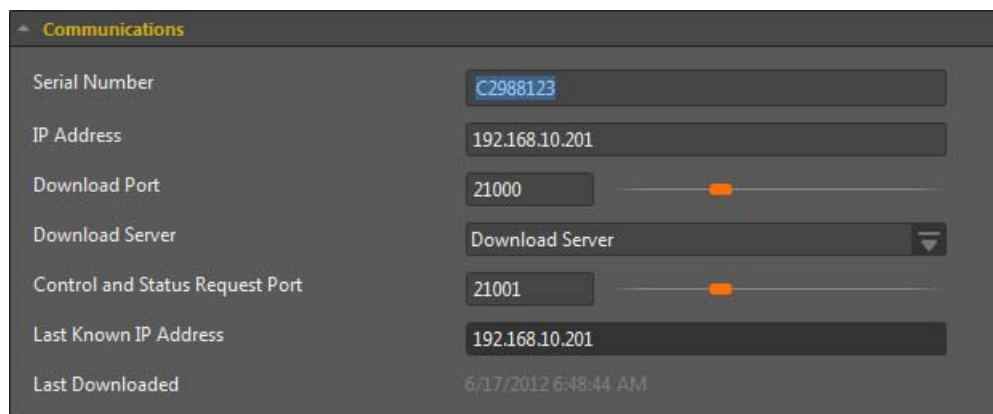 Communications
Serial Number C2988123
IP Address 192.168.10.201
Download Port 21000
Download Server Download Server
Control and Status Request Port 21001
Last Known IP Address 192.168.10.201
Last Downloaded 6/17/2012 6:48:44 AM